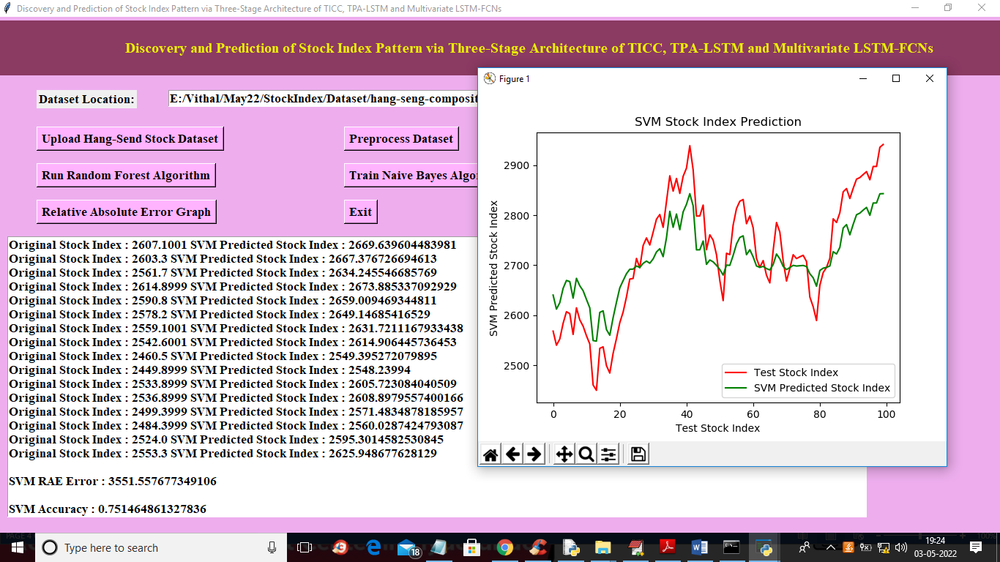 Discovery and Prediction of Stock Index Pattern via Three-Stage Architecture of TICC, TPA-LSTM and Multivariate LSTM-FCNs
Discovery and Prediction of Stock Index Pattern via Three-Stage Architecture of TICC, TPA-LSTM and Multivariate LSTM-FCNs
Dataset Location:
E:/Vithal/May22/StockIndex/Dataset/hang-seng-composit
Upload Hang-Send Stock Dataset
Preprocess Dataset
Run Random Forest Algorithm
Train Naive Bayes Algo
Relative Absolute Error Graph
Exit
Original Stock Index : 2607.1001 SVM Predicted Stock Index : 2669.639604483981
Original Stock Index : 2603.3 SVM Predicted Stock Index : 2667.376726694613
Original Stock Index : 2561.7 SVM Predicted Stock Index : 2634.245546685769
Original Stock Index : 2614.8999 SVM Predicted Stock Index : 2673.885337092929
Original Stock Index : 2590.8 SVM Predicted Stock Index : 2659.009469344811
Original Stock Index : 2578.2 SVM Predicted Stock Index : 2649.14685416529
Original Stock Index : 2559.1001 SVM Predicted Stock Index : 2631.7211167933438
Original Stock Index : 2542.6001 SVM Predicted Stock Index : 2614.906445736453
Original Stock Index : 2460.5 SVM Predicted Stock Index : 2549.395272079895
Original Stock Index : 2449.8999 SVM Predicted Stock Index : 2548.23994
Original Stock Index : 2533.8999 SVM Predicted Stock Index : 2605.723084040509
Original Stock Index : 2536.8999 SVM Predicted Stock Index : 2608.8979557400166
Original Stock Index : 2499.3999 SVM Predicted Stock Index : 2571.4834878185957
Original Stock Index : 2484.3999 SVM Predicted Stock Index : 2560.0287424793087
Original Stock Index : 2524.0 SVM Predicted Stock Index : 2595.3014582530845
Original Stock Index : 2553.3 SVM Predicted Stock Index : 2625.948677628129
SVM RAE Error : 3551.557677349106
SVM Accuracy : 0.751464861327836
Figure 1
SVM Stock Index Prediction
SVM Predicted Stock Index
2900
2800
2700
2600
2500
Test Stock Index
SVM Predicted Stock Index
0 20 40 60 80 100
Test Stock Index
Type here to search
18
19:24
03-05-2022
100%